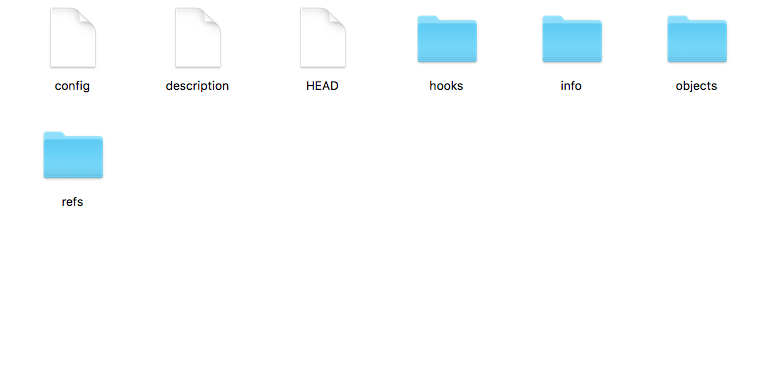 config
description
HEAD
hooks
info
objects
refs